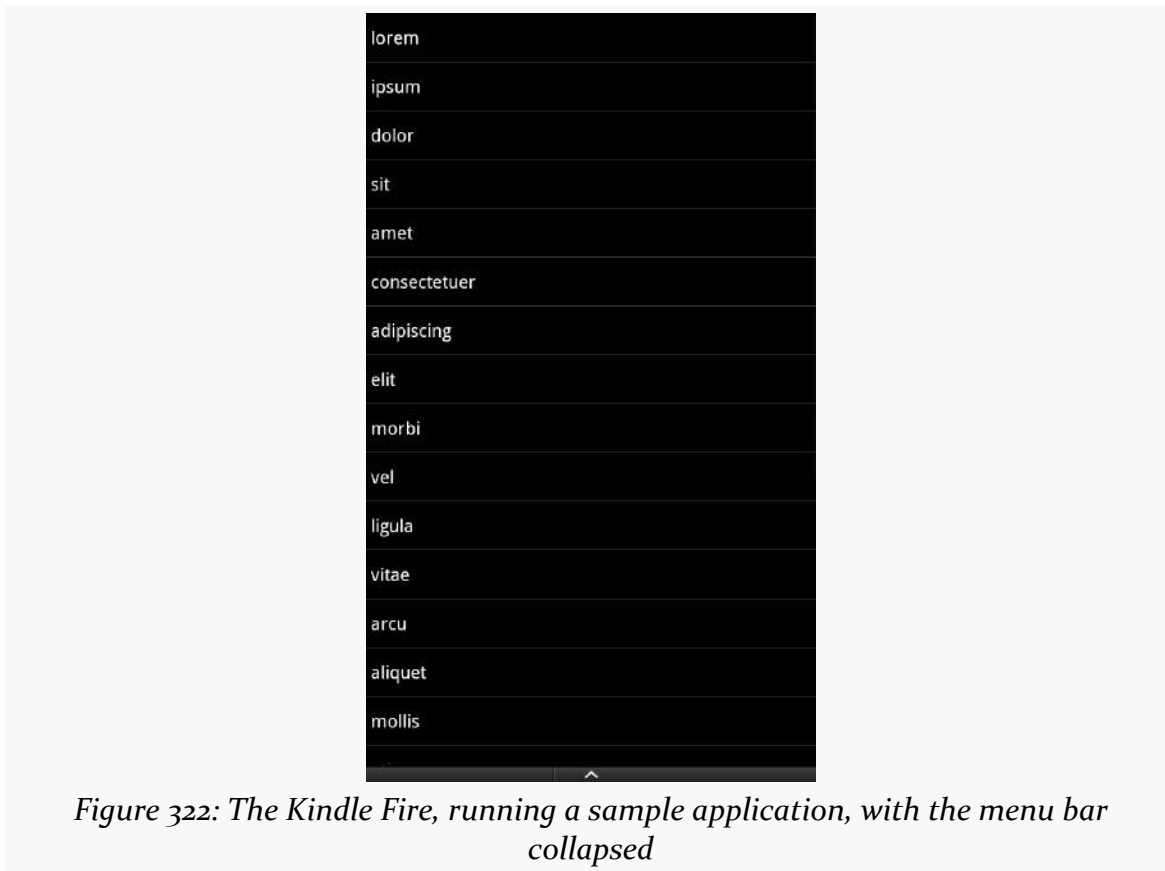 lorem
ipsum
dolor
sit
amet
consectetuer
adipiscing
elit
morbi
vel
ligula
vitae
arcu
aliquet
mollis
Figure 322: The Kindle Fire, running a sample application, with the menu bar
collapsed